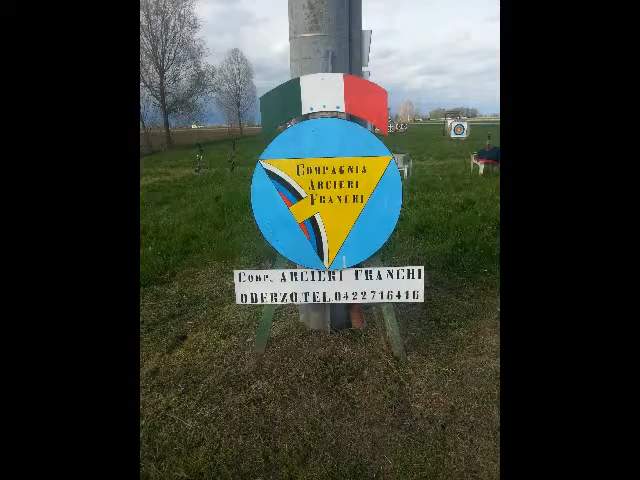 COMPAGNIA
ARCIERI
FRANCHI
COMP. ARCIERI FRANCHI
ODERZO.TEL.0422716416